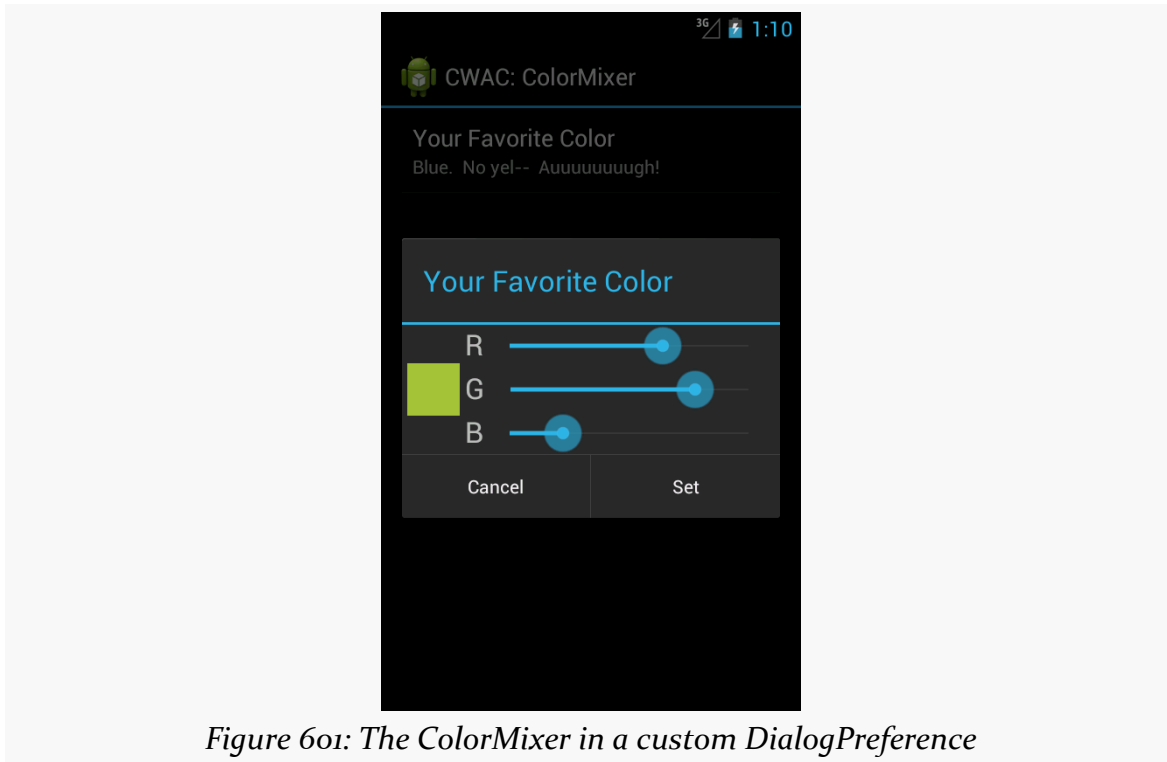 3G 1:10
CWAC: ColorMixer
Your Favorite Color
Blue. No yel-- Auuuuuuuugh!
Your Favorite Color
R
G
B
Cancel Set
Figure 601: The ColorMixer in a custom DialogPreference